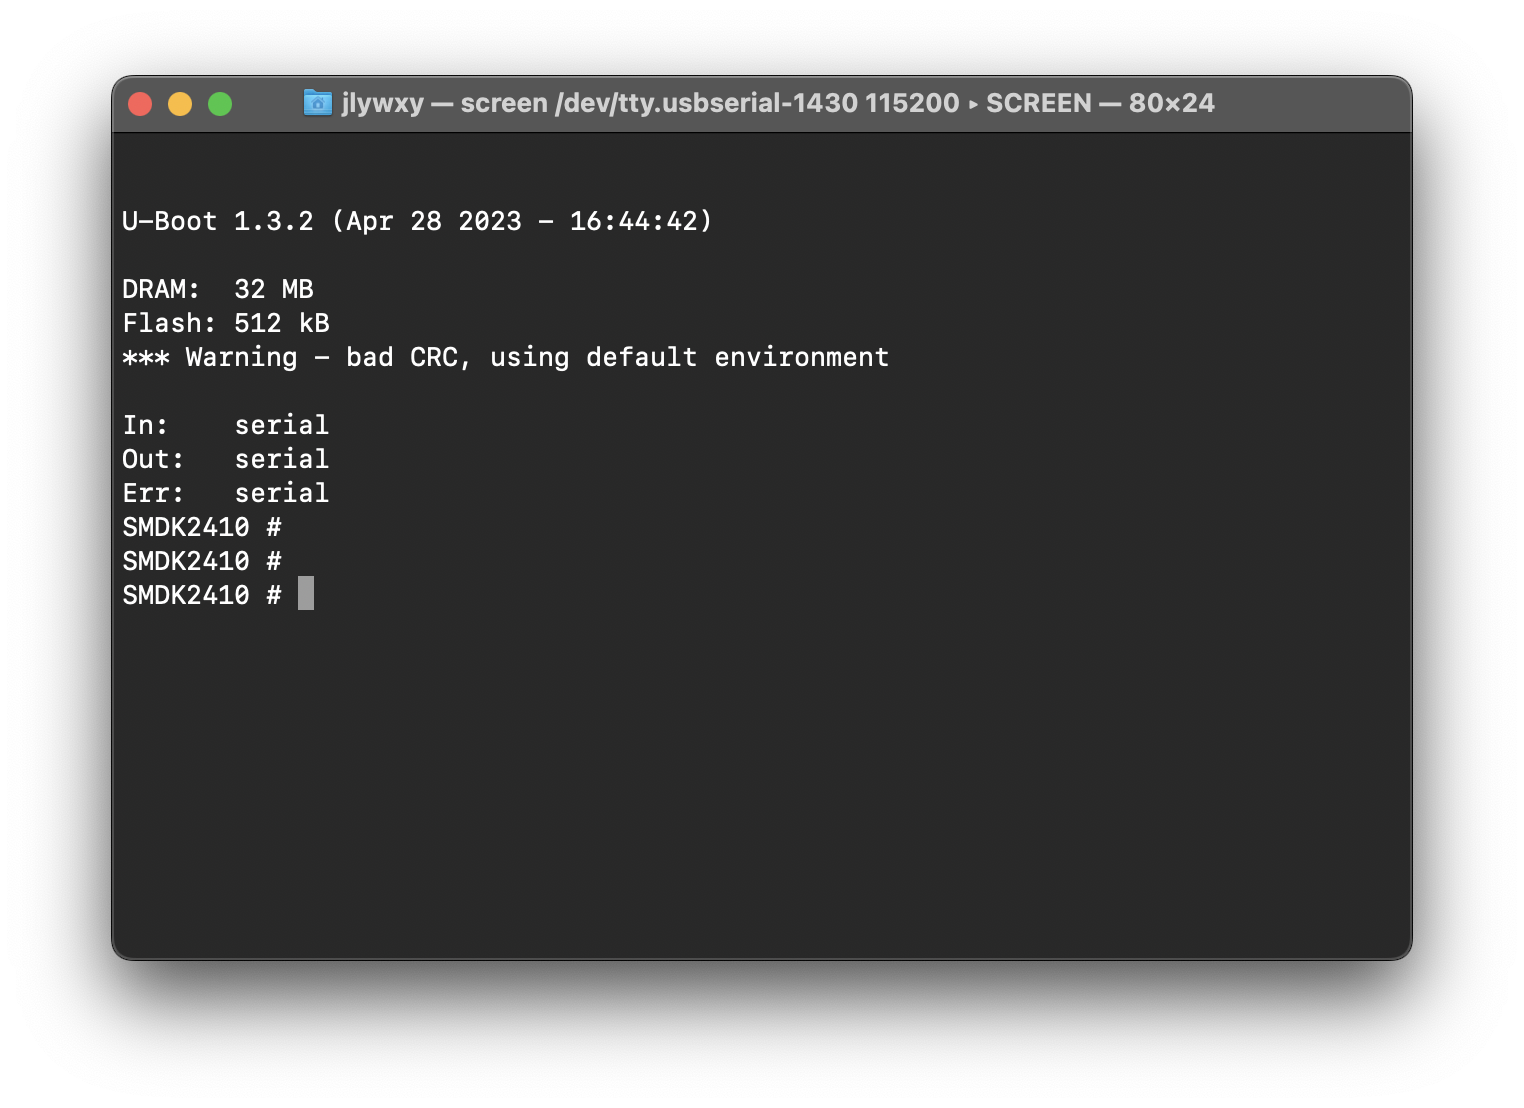 jlywxy — screen /dev/tty.usbserial-1430 115200 ▸ SCREEN — 80×24
U-Boot 1.3.2 (Apr 28 2023 - 16:44:42)
DRAM:  32 MB
Flash: 512 kB
*** Warning - bad CRC, using default environment
In:    serial
Out:   serial
Err:   serial
SMDK2410 #
SMDK2410 #
SMDK2410 #